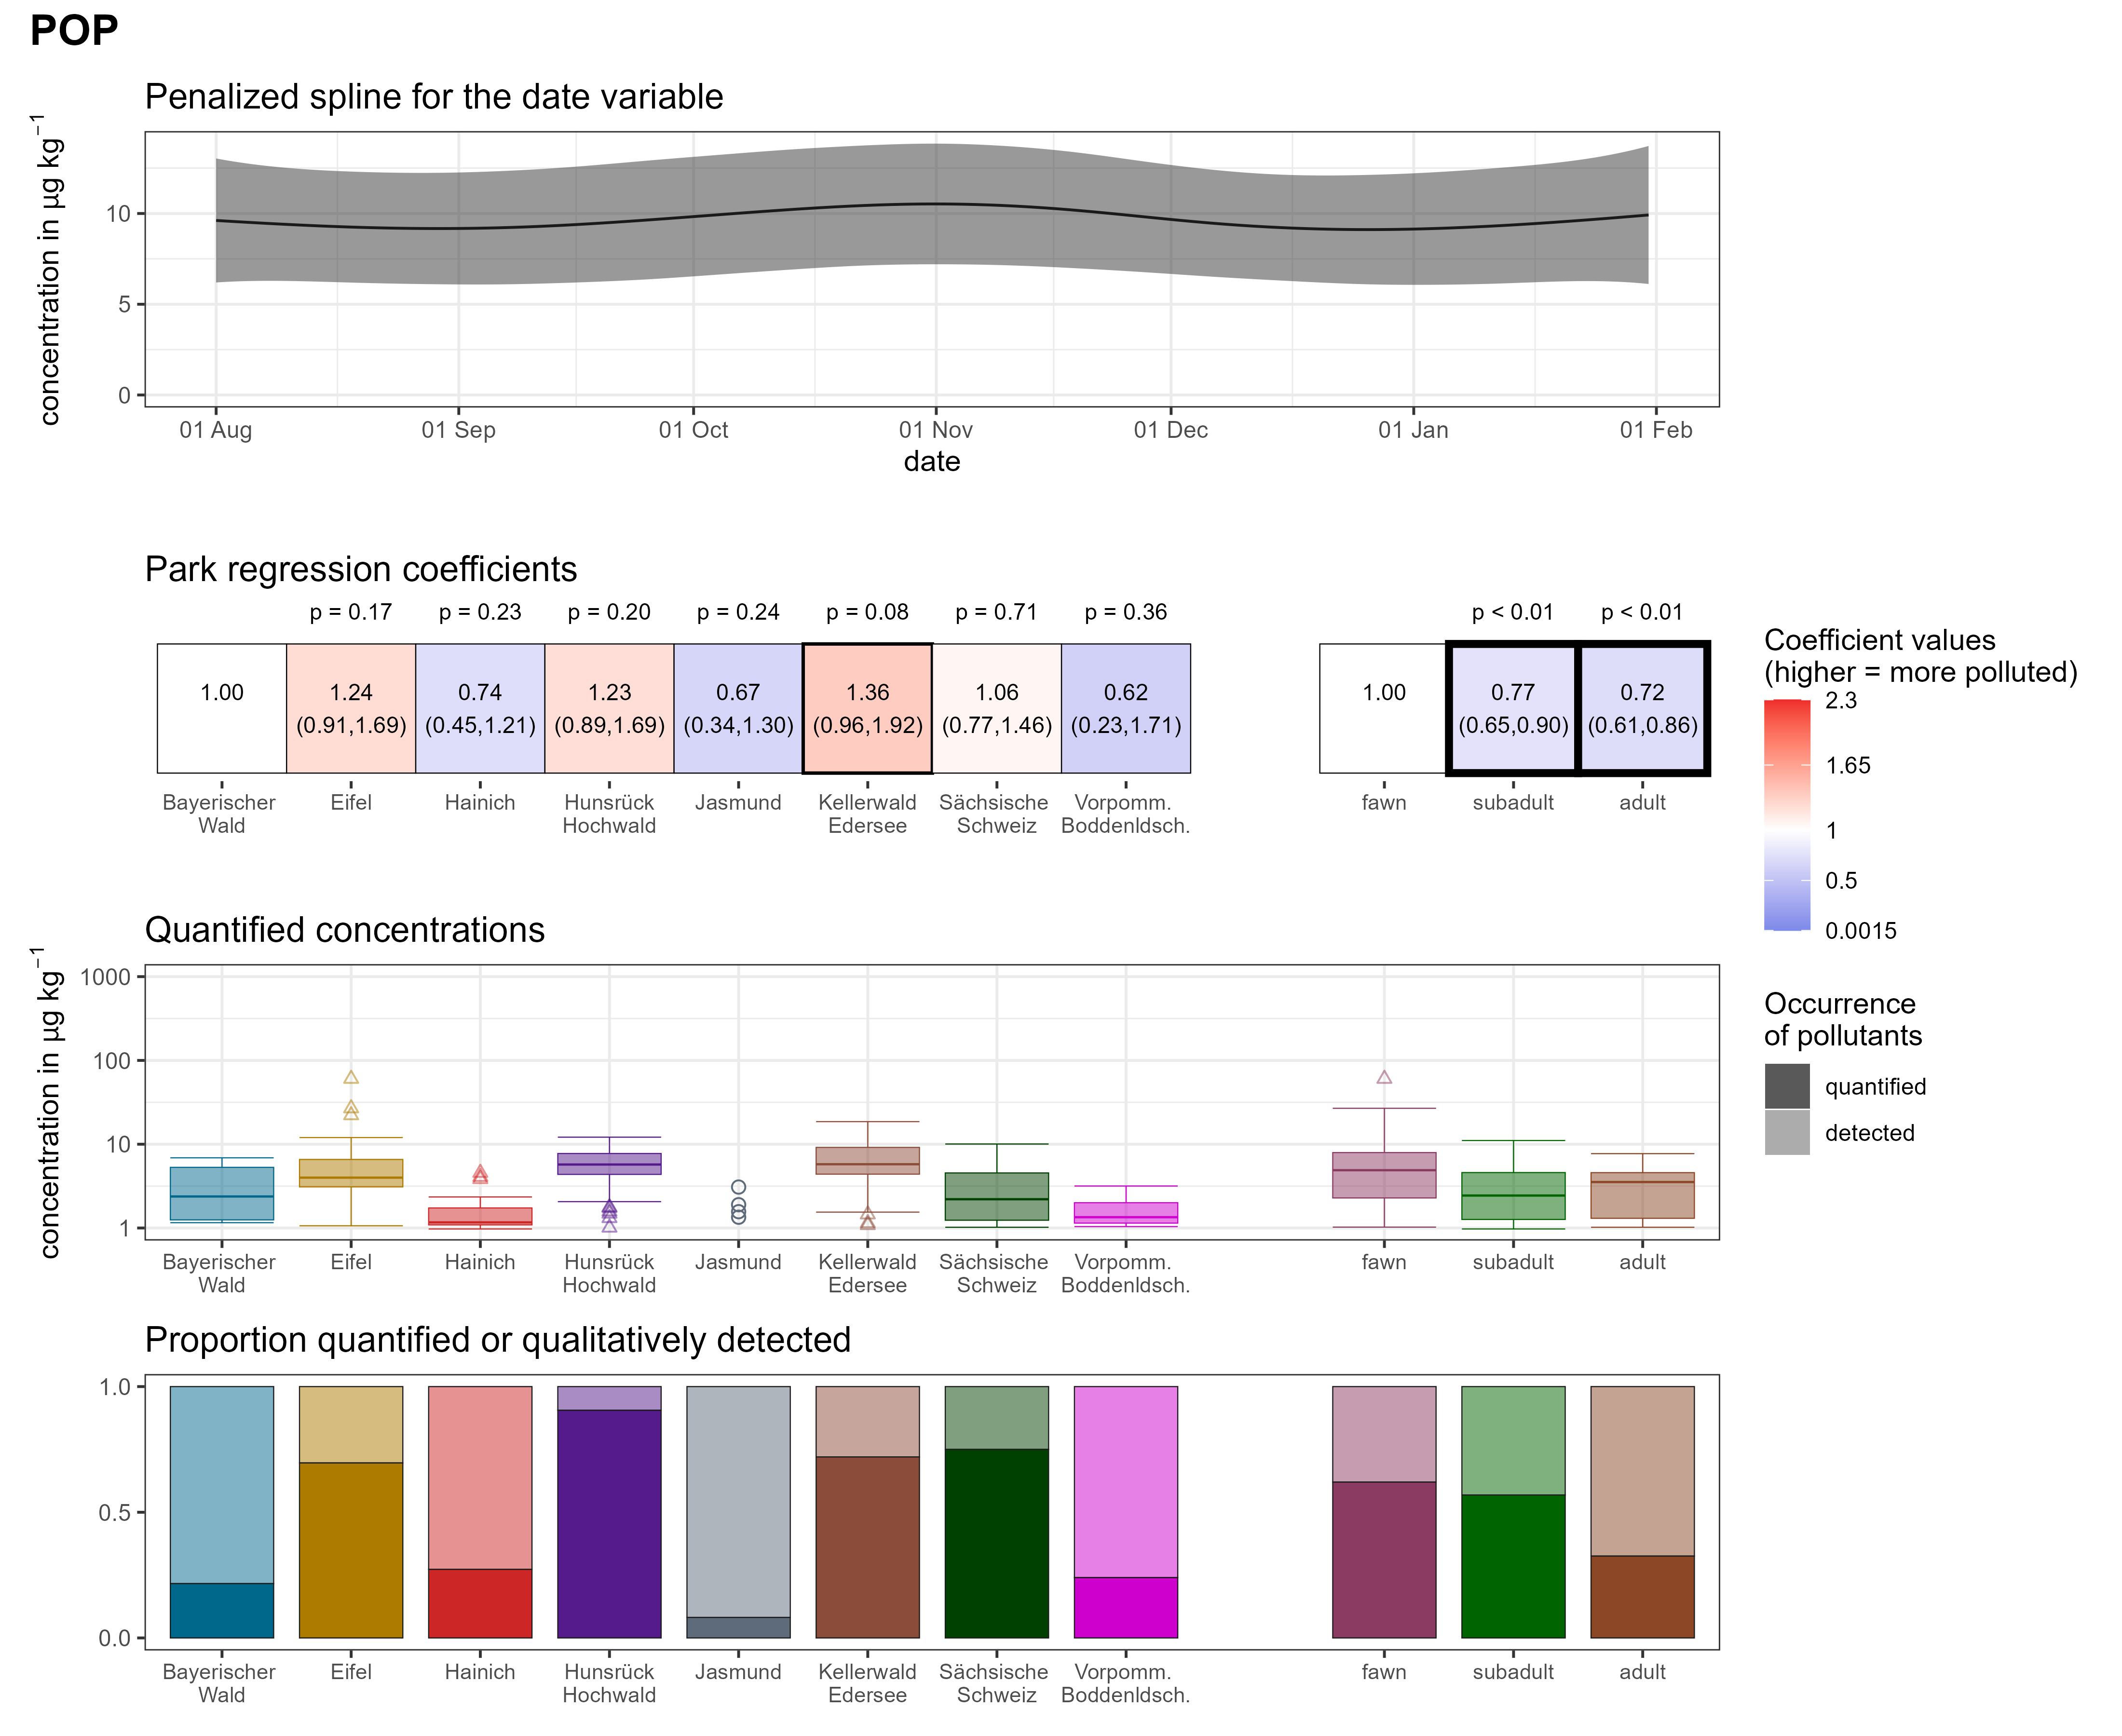 POP
Penalized spline for the date variable
concentration in µg kg⁻¹
10
5
0
01 Aug 01 Sep 01 Oct 01 Nov 01 Dec 01 Jan 01 Feb
date
Park regression coefficients
p = 0.17 p = 0.23 p = 0.20 p = 0.24 p = 0.08 p = 0.71 p = 0.36 p < 0.01 p < 0.01
1.00 1.24 0.74 1.23 0.67 1.36 1.06 0.62 1.00 0.77 0.72
(0.91,1.69) (0.45,1.21) (0.89,1.69) (0.34,1.30) (0.96,1.92) (0.77,1.46) (0.23,1.71) (0.65,0.90) (0.61,0.86)
Bayerischer Eifel Hainich Hunsrück Jasmund Kellerwald Sächsische Vorpomm. fawn subadult adult
Wald Hochwald Edersee Schweiz Boddenldsch.
Coefficient values
(higher = more polluted)
2.3
1.65
1
0.5
0.0015
Quantified concentrations
concentration in µg kg⁻¹
1000
100
10
1
Bayerischer Eifel Hainich Hunsrück Jasmund Kellerwald Sächsische Vorpomm. fawn subadult adult
Wald Hochwald Edersee Schweiz Boddenldsch.
Occurrence
of pollutants
quantified
detected
Proportion quantified or qualitatively detected
1.0
0.5
0.0
Bayerischer Eifel Hainich Hunsrück Jasmund Kellerwald Sächsische Vorpomm. fawn subadult adult
Wald Hochwald Edersee Schweiz Boddenldsch.